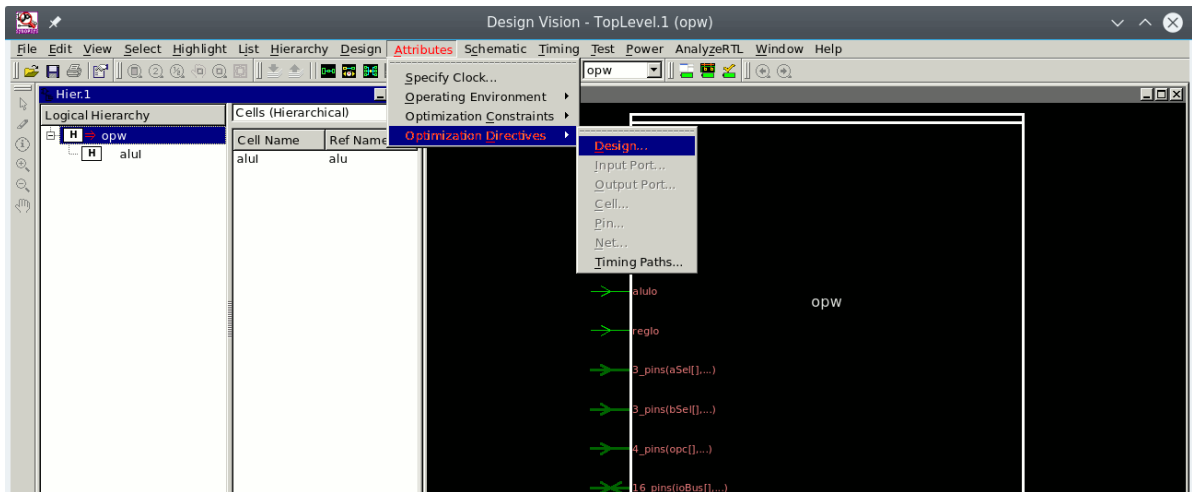 Design Vision - TopLevel.1 (opw)
File Edit View Select Highlight List Hierarchy Design Attributes Schematic Timing Test Power AnalyzeRTL Window Help
opw
Specify Clock...
Operating Environment
Optimization Constraints
Optimization Directives
Design...
Input Port...
Output Port...
Cell...
Pin...
Net...
Timing Paths...
Hier.1
Logical Hierarchy
H opw
H aluI
Cells (Hierarchical)
Cell Name Ref Name
aluI alu
alulo
opw
reglo
3_pins(aSel[],...)
3_pins(bSel[],...)
4_pins(opc[],...)
16_pins(ioBus[],...)